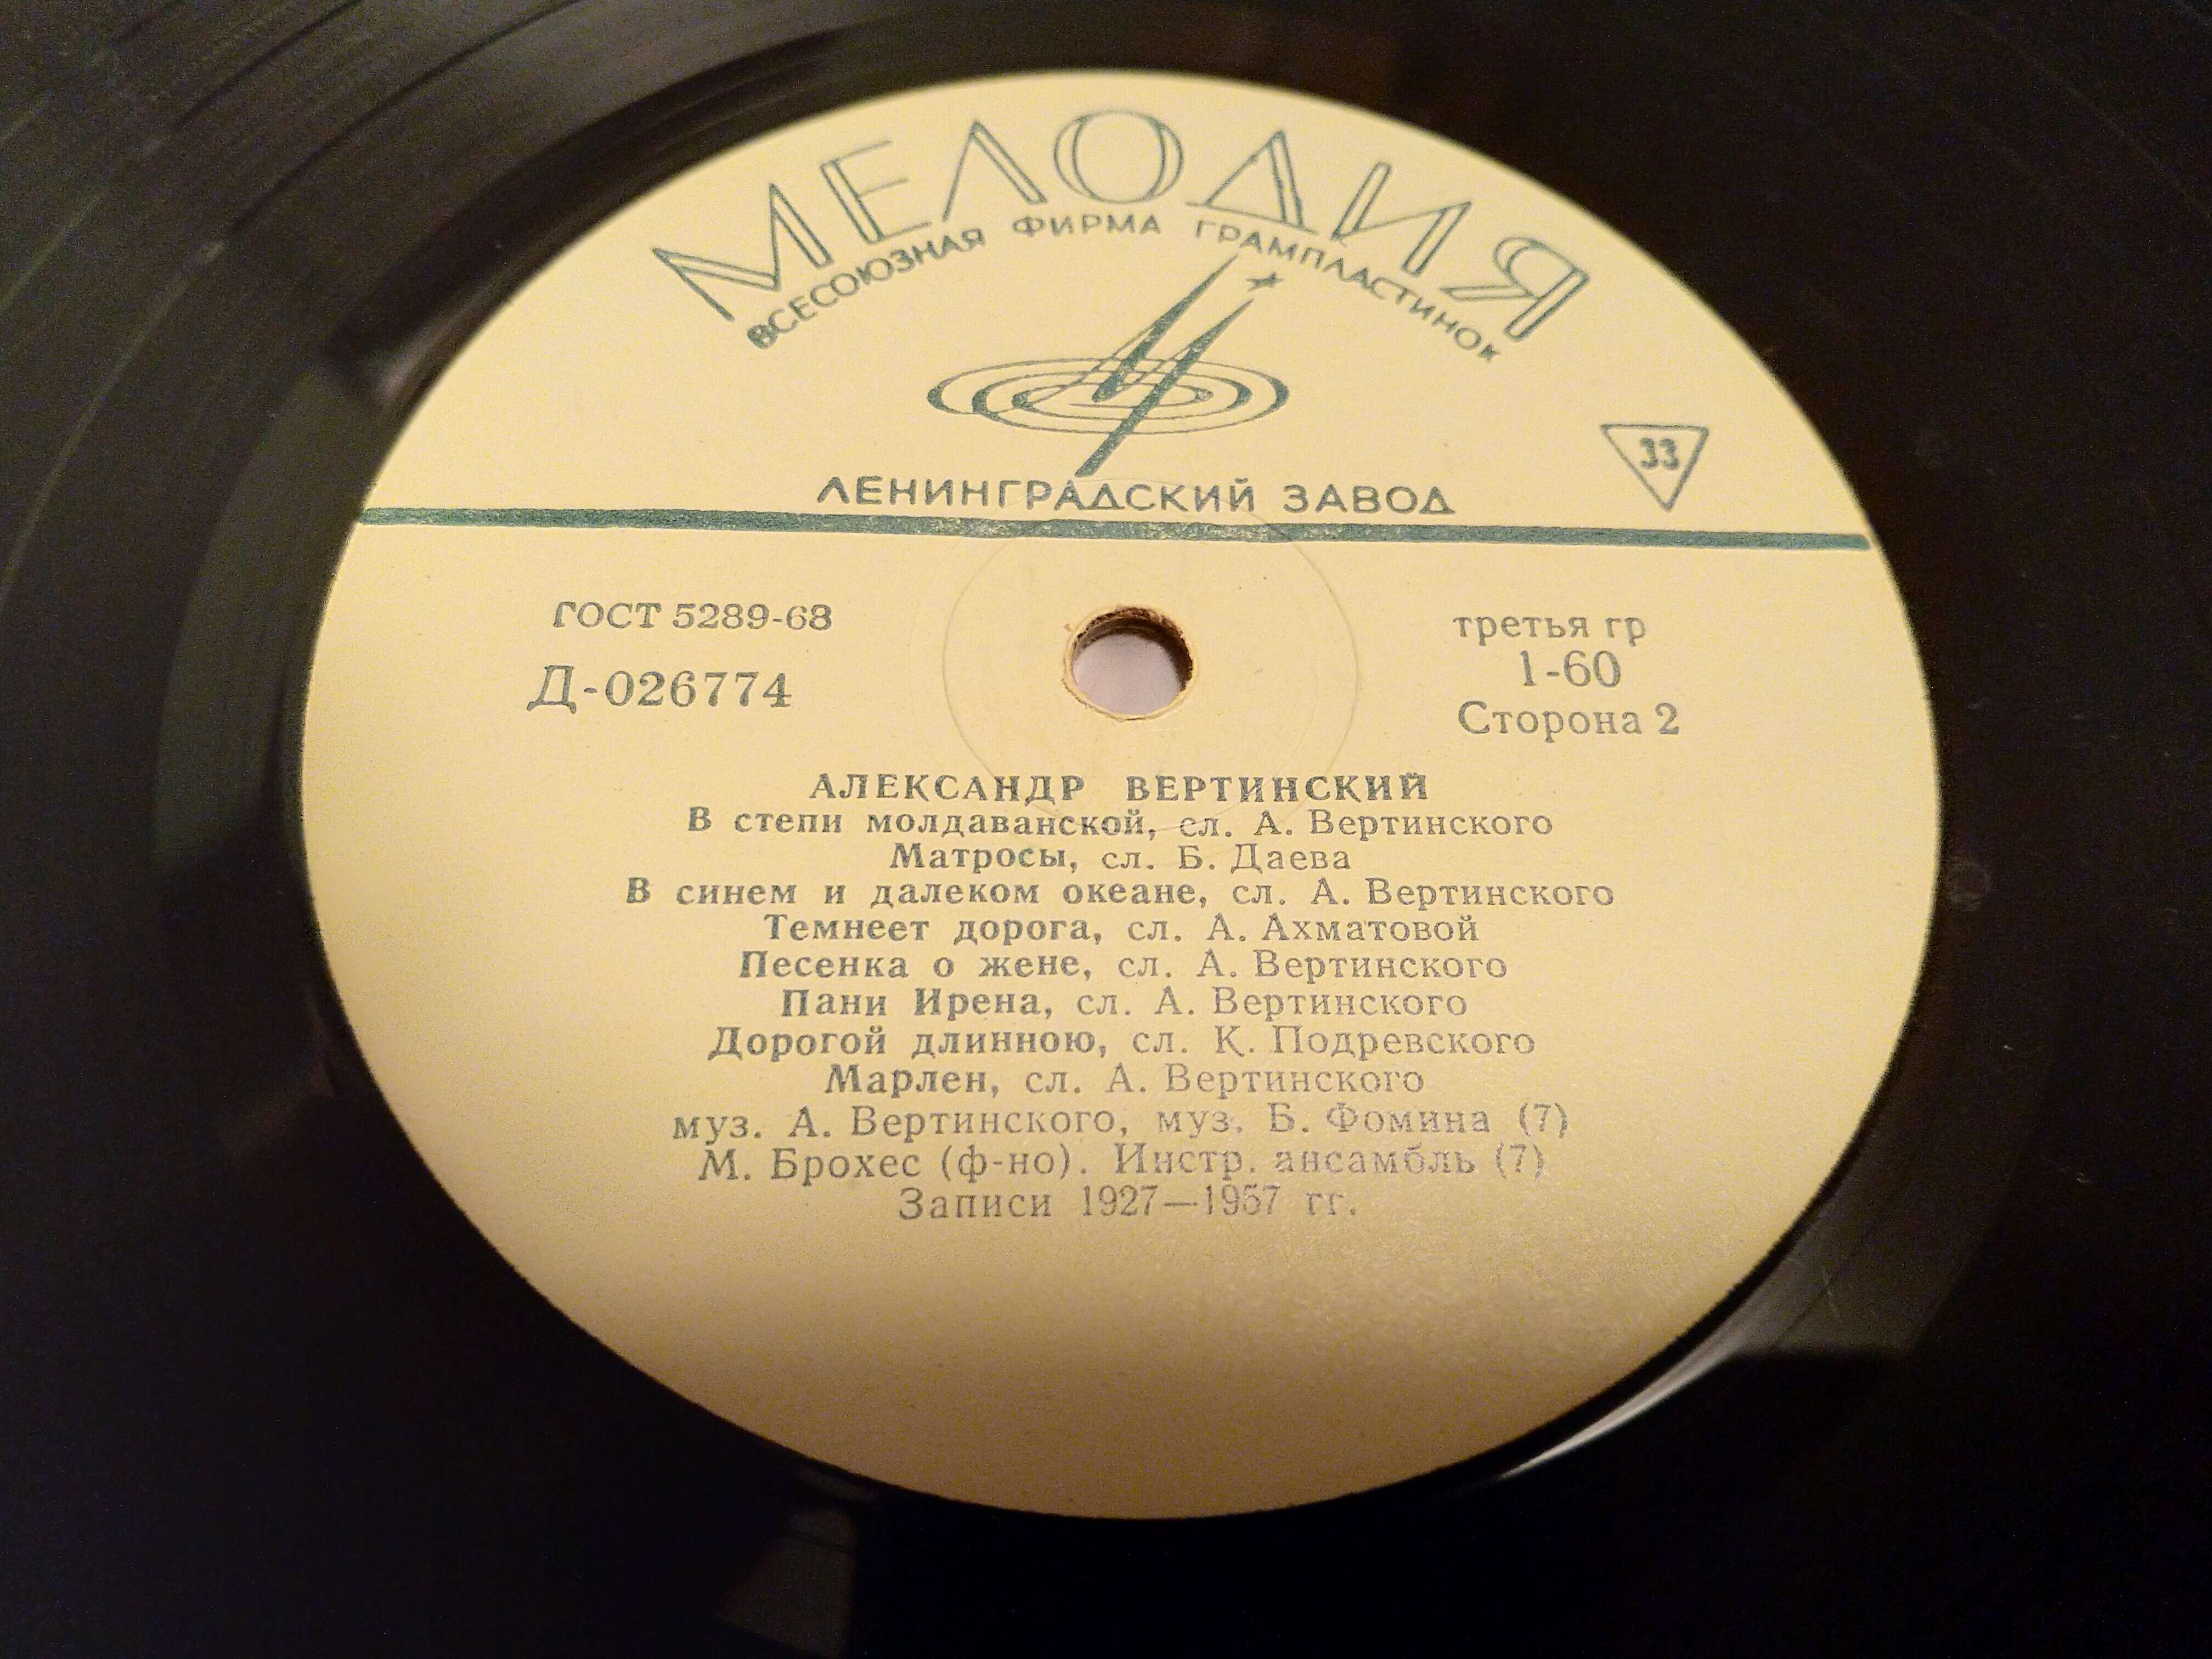 МЕЛОДИЯ
ВСЕСОЮЗНАЯ ФИРМА ГРАМПЛАСТИНОК
ЛЕНИНГРАДСКИЙ ЗАВОД
33
ГОСТ 5289-68
Д-026774
третья гр
1-60
Сторона 2
АЛЕКСАНДР ВЕРТИНСКИЙ
В степи молдаванской, сл. А. Вертинского
Матросы, сл. Б. Даева
В синем и далеком океане, сл. А. Вертинского
Темнеет дорога, сл. А. Ахматовой
Песенка о жене, сл. А. Вертинского
Пани Ирена, сл. А. Вертинского
Дорогой длинною, сл. К. Подревского
Марлен, сл. А. Вертинского
муз. А. Вертинского, муз. Б. Фомина (7)
М. Брохес (ф-но). Инстр. ансамбль (7)
Записи 1927—1957 гг.